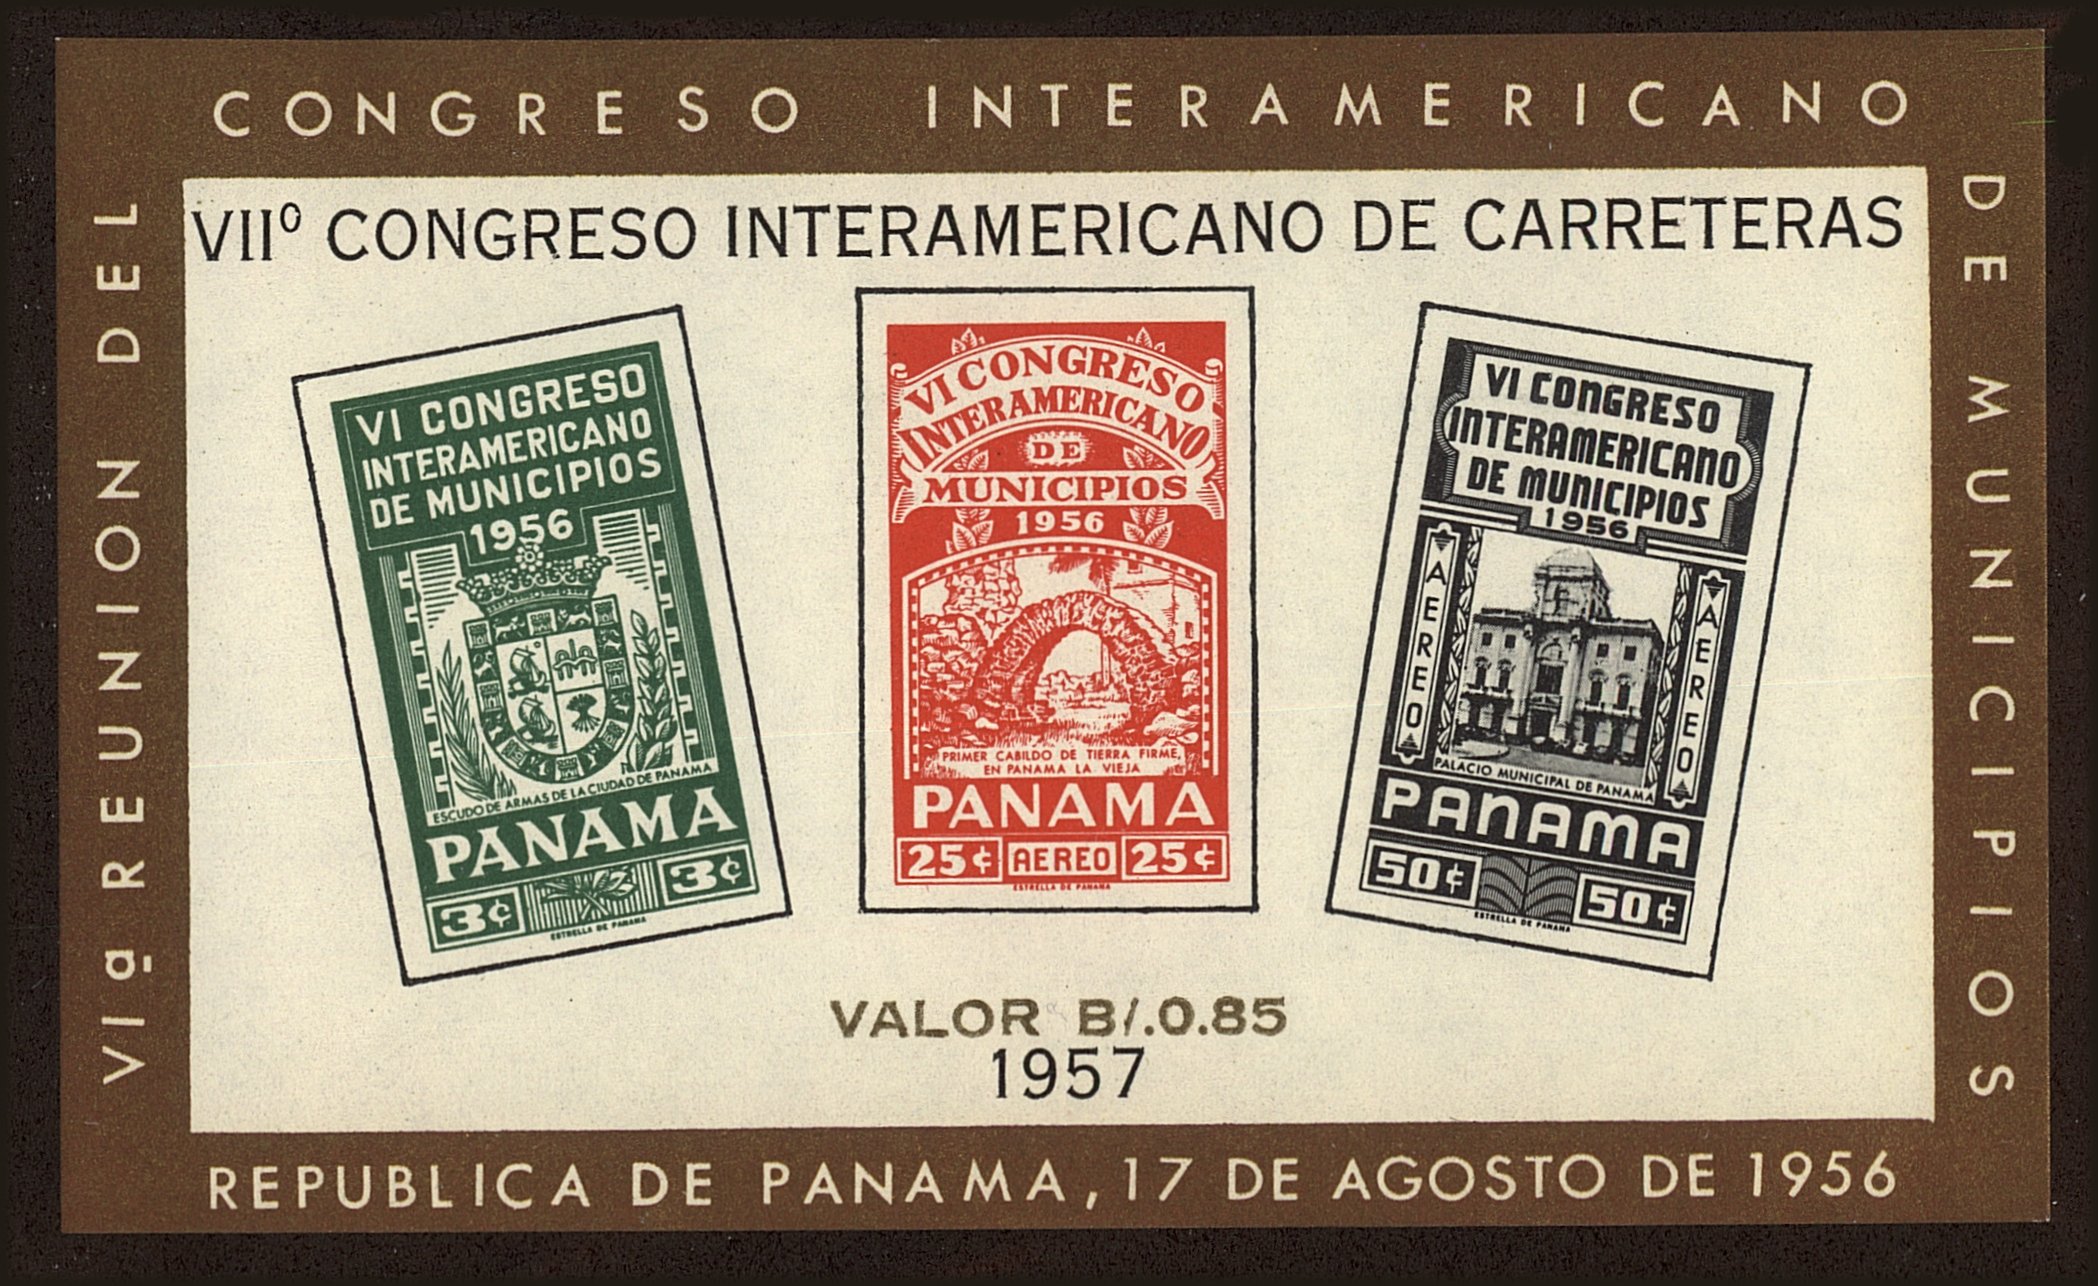 VIª REUNION DEL
CONGRESO INTERAMERICANO
DE MUNICIPIOS
VIIº CONGRESO INTERAMERICANO DE CARRETERAS
VI CONGRESO
INTERAMERICANO
DE MUNICIPIOS
1956
ESCUDO DE ARMAS DE LA CIUDAD DE PANAMA
PANAMA
3¢ 3¢
ESTRELLA DE PANAMA
VI CONGRESO
INTERAMERICANO
DE
MUNICIPIOS
1956
PRIMER CABILDO DE TIERRA FIRME,
EN PANAMA LA VIEJA
PANAMA
25¢ AEREO 25¢
ESTRELLA DE PANAMA
VI CONGRESO
INTERAMERICANO
DE MUNICIPIOS
1956
AEREO
AEREO
PALACIO MUNICIPAL DE PANAMA
PANAMA
50¢ 50¢
ESTRELLA DE PANAMA
VALOR B/.0.85
1957
REPUBLICA DE PANAMA, 17 DE AGOSTO DE 1956